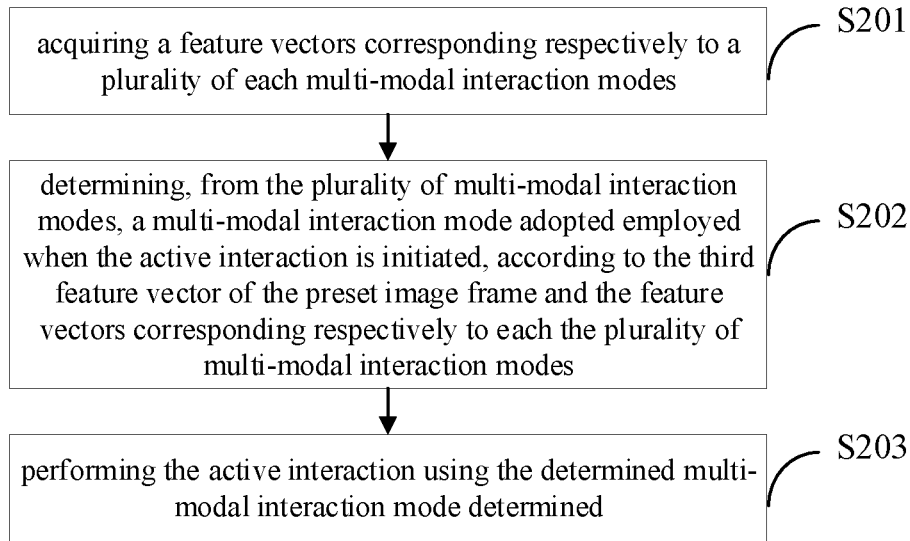 acquiring a feature vectors corresponding respectively to a
plurality of each multi-modal interaction modes
S201
determining, from the plurality of multi-modal interaction
modes, a multi-modal interaction mode adopted employed
when the active interaction is initiated, according to the third
feature vector of the preset image frame and the feature
vectors corresponding respectively to each the plurality of
multi-modal interaction modes
S202
performing the active interaction using the determined multi-
modal interaction mode determined
S203